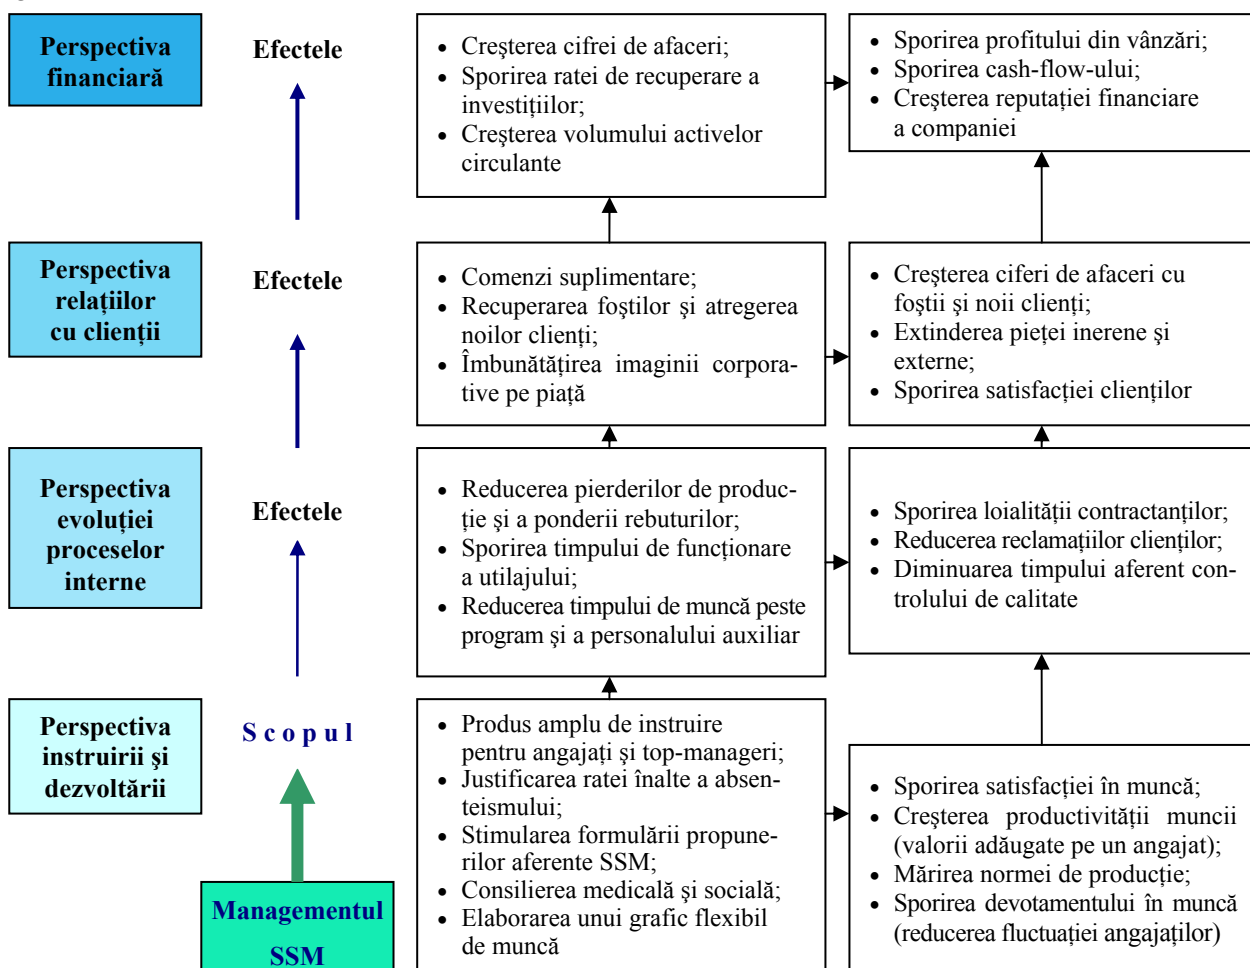 Perspectiva
financiară
Efectele
• Creşterea cifrei de afaceri;
• Sporirea ratei de recuperare a
investiţiilor;
• Creşterea volumului activelor
circulante
• Sporirea profitului din vânzări;
• Sporirea cash-flow-ului;
• Creşterea reputaţiei financiare
a companiei
Perspectiva
relaţiilor
cu clienţii
Efectele
• Comenzi suplimentare;
• Recuperarea foştilor şi atregerea
noilor clienţi;
• Îmbunătăţirea imaginii corpora-
tive pe piaţă
• Creşterea ciferi de afaceri cu
foştii şi noii clienţi;
• Extinderea pieţei inerene şi
externe;
• Sporirea satisfacţiei clienţilor
Perspectiva
evoluţiei
proceselor
interne
Efectele
• Reducerea pierderilor de produc-
ţie şi a ponderii rebuturilor;
• Sporirea timpului de funcţionare
a utilajului;
• Reducerea timpului de muncă peste
program şi a personalului auxiliar
• Sporirea loialităţii contractanţilor;
• Reducerea reclamaţiilor clienţilor;
• Diminuarea timpului aferent con-
trolului de calitate
Perspectiva
instruirii şi
dezvoltării
S c o p u l
• Produs amplu de instruire
pentru angajaţi şi top-manageri;
• Justificarea ratei înalte a absen-
teismului;
• Stimularea formulării propune-
rilor aferente SSM;
• Consilierea medicală şi socială;
• Elaborarea unui grafic flexibil
de muncă
• Sporirea satisfacţiei în muncă;
• Creşterea productivităţii muncii
(valorii adăugate pe un angajat);
• Mărirea normei de producţie;
• Sporirea devotamentului în muncă
(reducerea fluctuaţiei angajaţilor)
Managementul
SSM